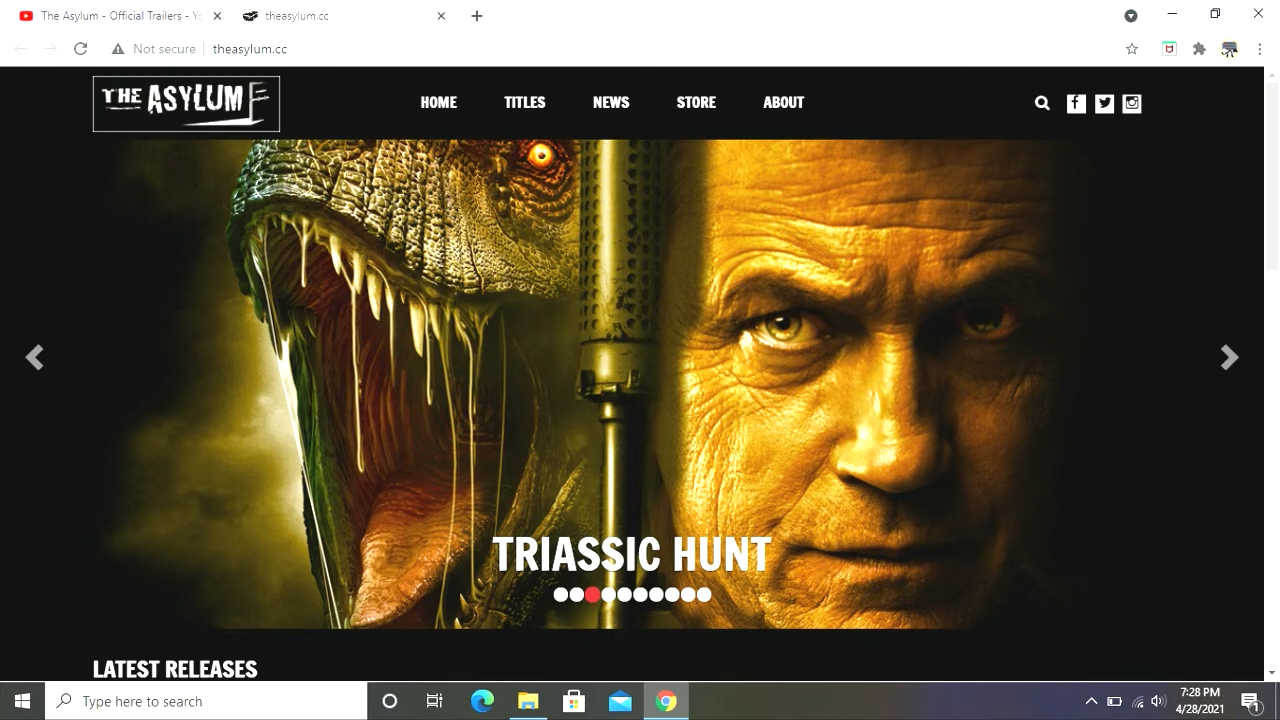 The Asylum - Official Trailers - Yo
theasylum.cc
Not secure
theasylum.cc
THE ASYLUM
HOME
TITLES
NEWS
STORE
ABOUT
TRIASSIC HUNT
LATEST RELEASES
Type here to search
7:28 PM
4/28/2021
1